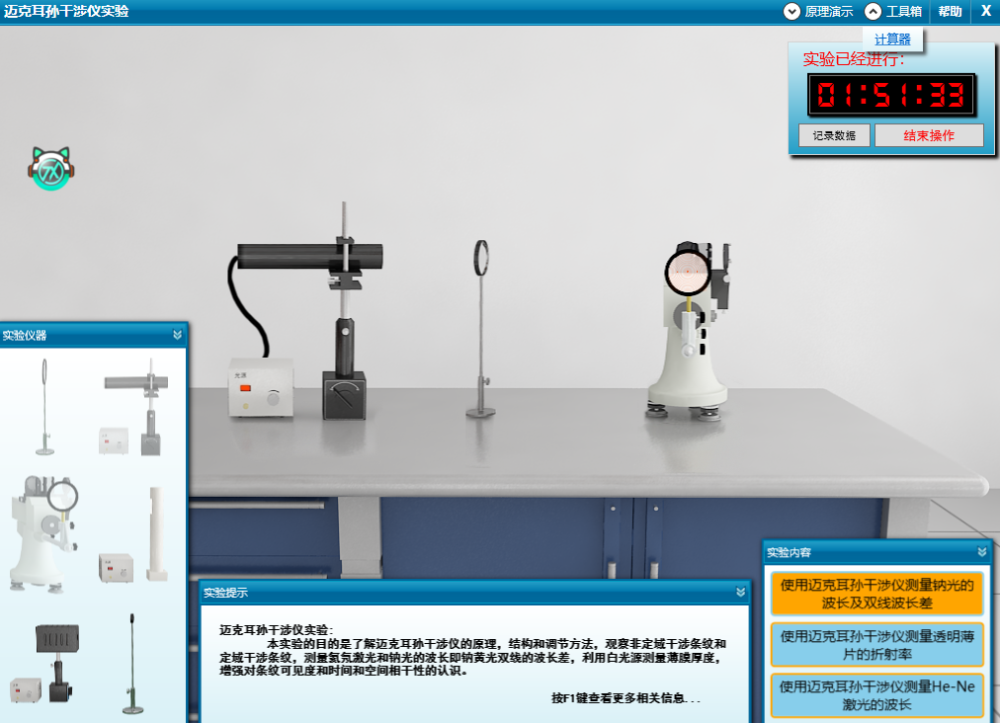 迈克耳孙干涉仪实验
原理演示 工具箱 帮助 X
计算器
实验已经进行:
01:51:33
记录数据 结束操作
7X
光源
实验仪器
实验提示
迈克耳孙干涉仪实验:
本实验的目的是了解迈克耳孙干涉仪的原理，结构和调节方法，观察非定域干涉条纹和
定域干涉条纹，测量氦氖激光和钠光的波长即钠黄光双线的波长差，利用白光源测量薄膜厚度，
增强对条纹可见度和时间和空间相干性的认识。
按F1键查看更多相关信息...
实验内容
使用迈克耳孙干涉仪测量钠光的
波长及双线波长差
使用迈克耳孙干涉仪测量透明薄
片的折射率
使用迈克耳孙干涉仪测量He-Ne
激光的波长